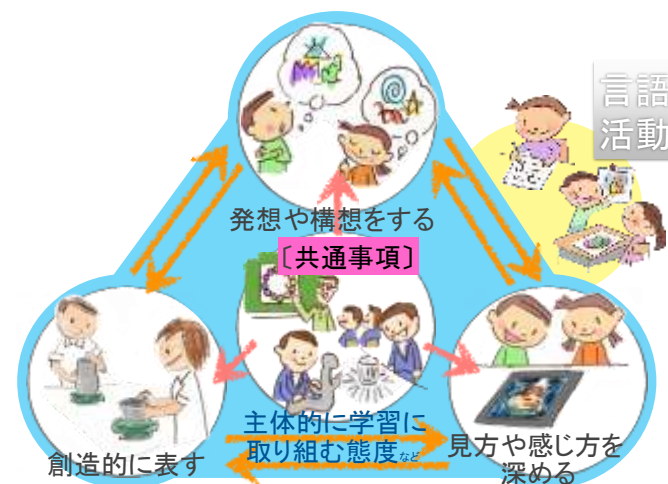 言語
活動
発想や構想をする
〔共通事項〕
主体的に学習に
取り組む態度など
創造的に表す
見方や感じ方を
深める